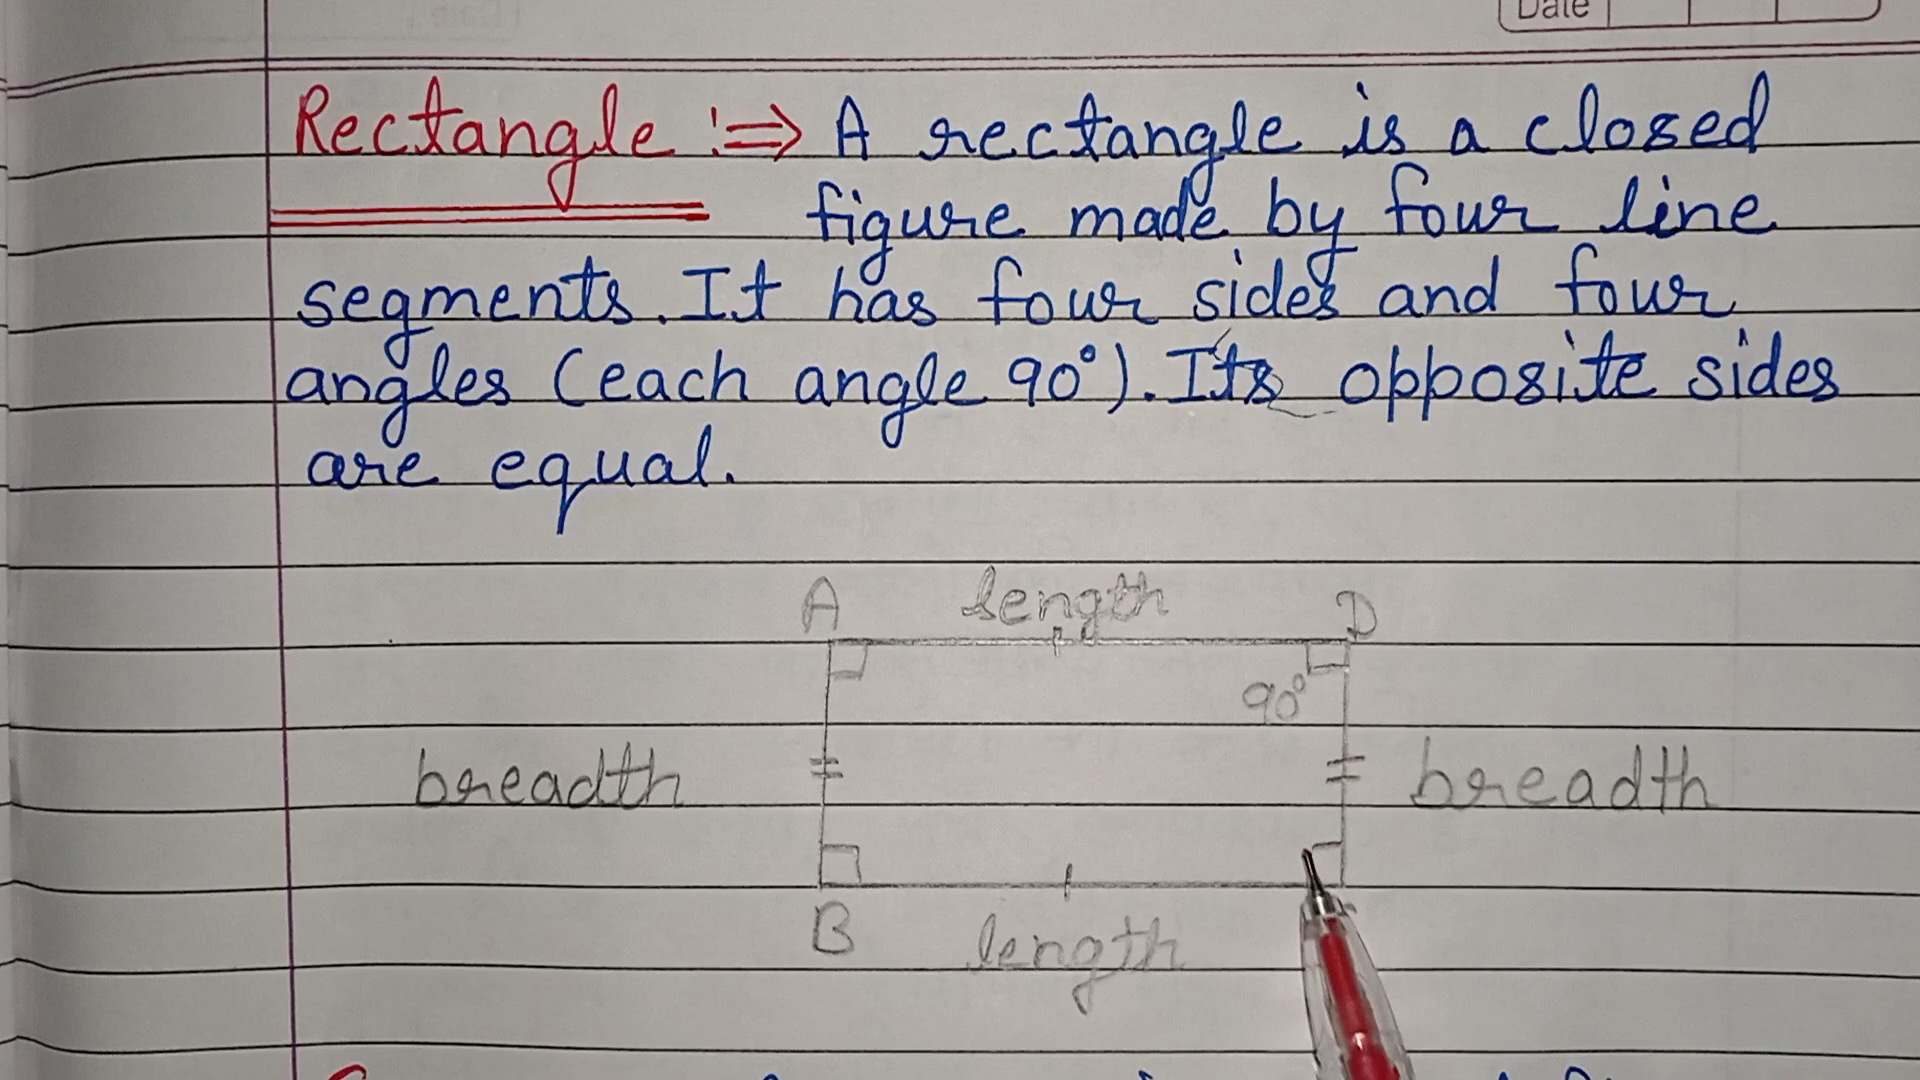 Date
Rectangle :⇒ A rectangle is a closed
figure made by four line
segments. It has four sides and four
angles (each angle 90°). Its opposite sides
are equal.
A length D
90°
breadth breadth
B length